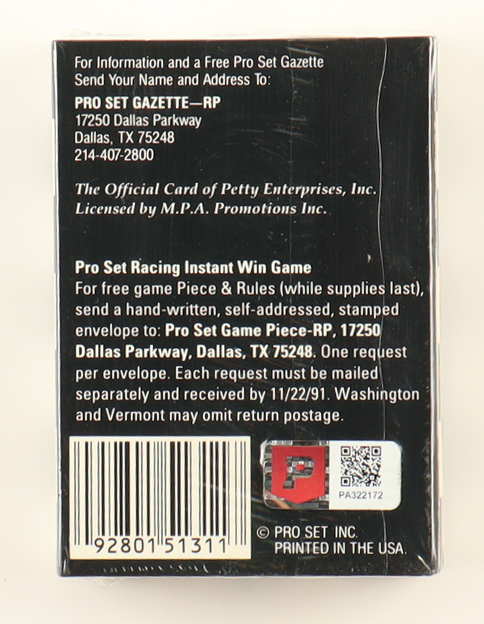 For Information and a Free Pro Set Gazette
Send Your Name and Address To:
PRO SET GAZETTE—RP
17250 Dallas Parkway
Dallas, TX 75248
214-407-2800
The Official Card of Petty Enterprises, Inc.
Licensed by M.P.A. Promotions Inc.
Pro Set Racing Instant Win Game
For free game Piece & Rules (while supplies last),
send a hand-written, self-addressed, stamped
envelope to: Pro Set Game Piece-RP, 17250
Dallas Parkway, Dallas, TX 75248. One request
per envelope. Each request must be mailed
separately and received by 11/22/91. Washington
and Vermont may omit return postage.
P
PA322172
92801 51311
© PRO SET INC.
PRINTED IN THE USA.